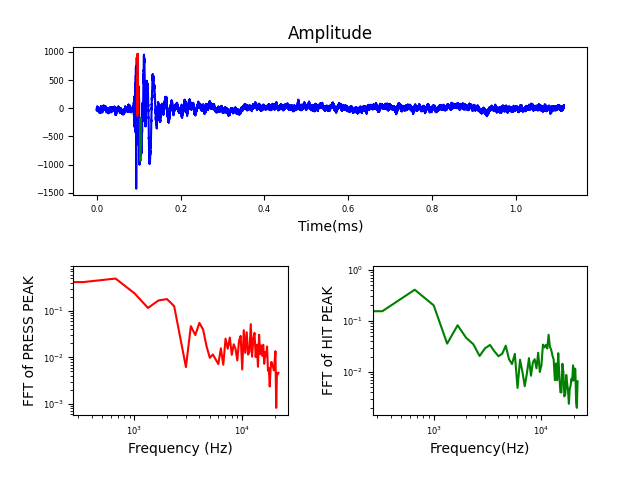 Amplitude
1000
500
0
−500
−1000
−1500
0.0 0.2 0.4 0.6 0.8 1.0
Time(ms)
FFT of PRESS PEAK
10⁻¹
10⁻²
10⁻³
10³ 10⁴
Frequency (Hz)
FFT of HIT PEAK
10⁰
10⁻¹
10⁻²
10³ 10⁴
Frequency(Hz)